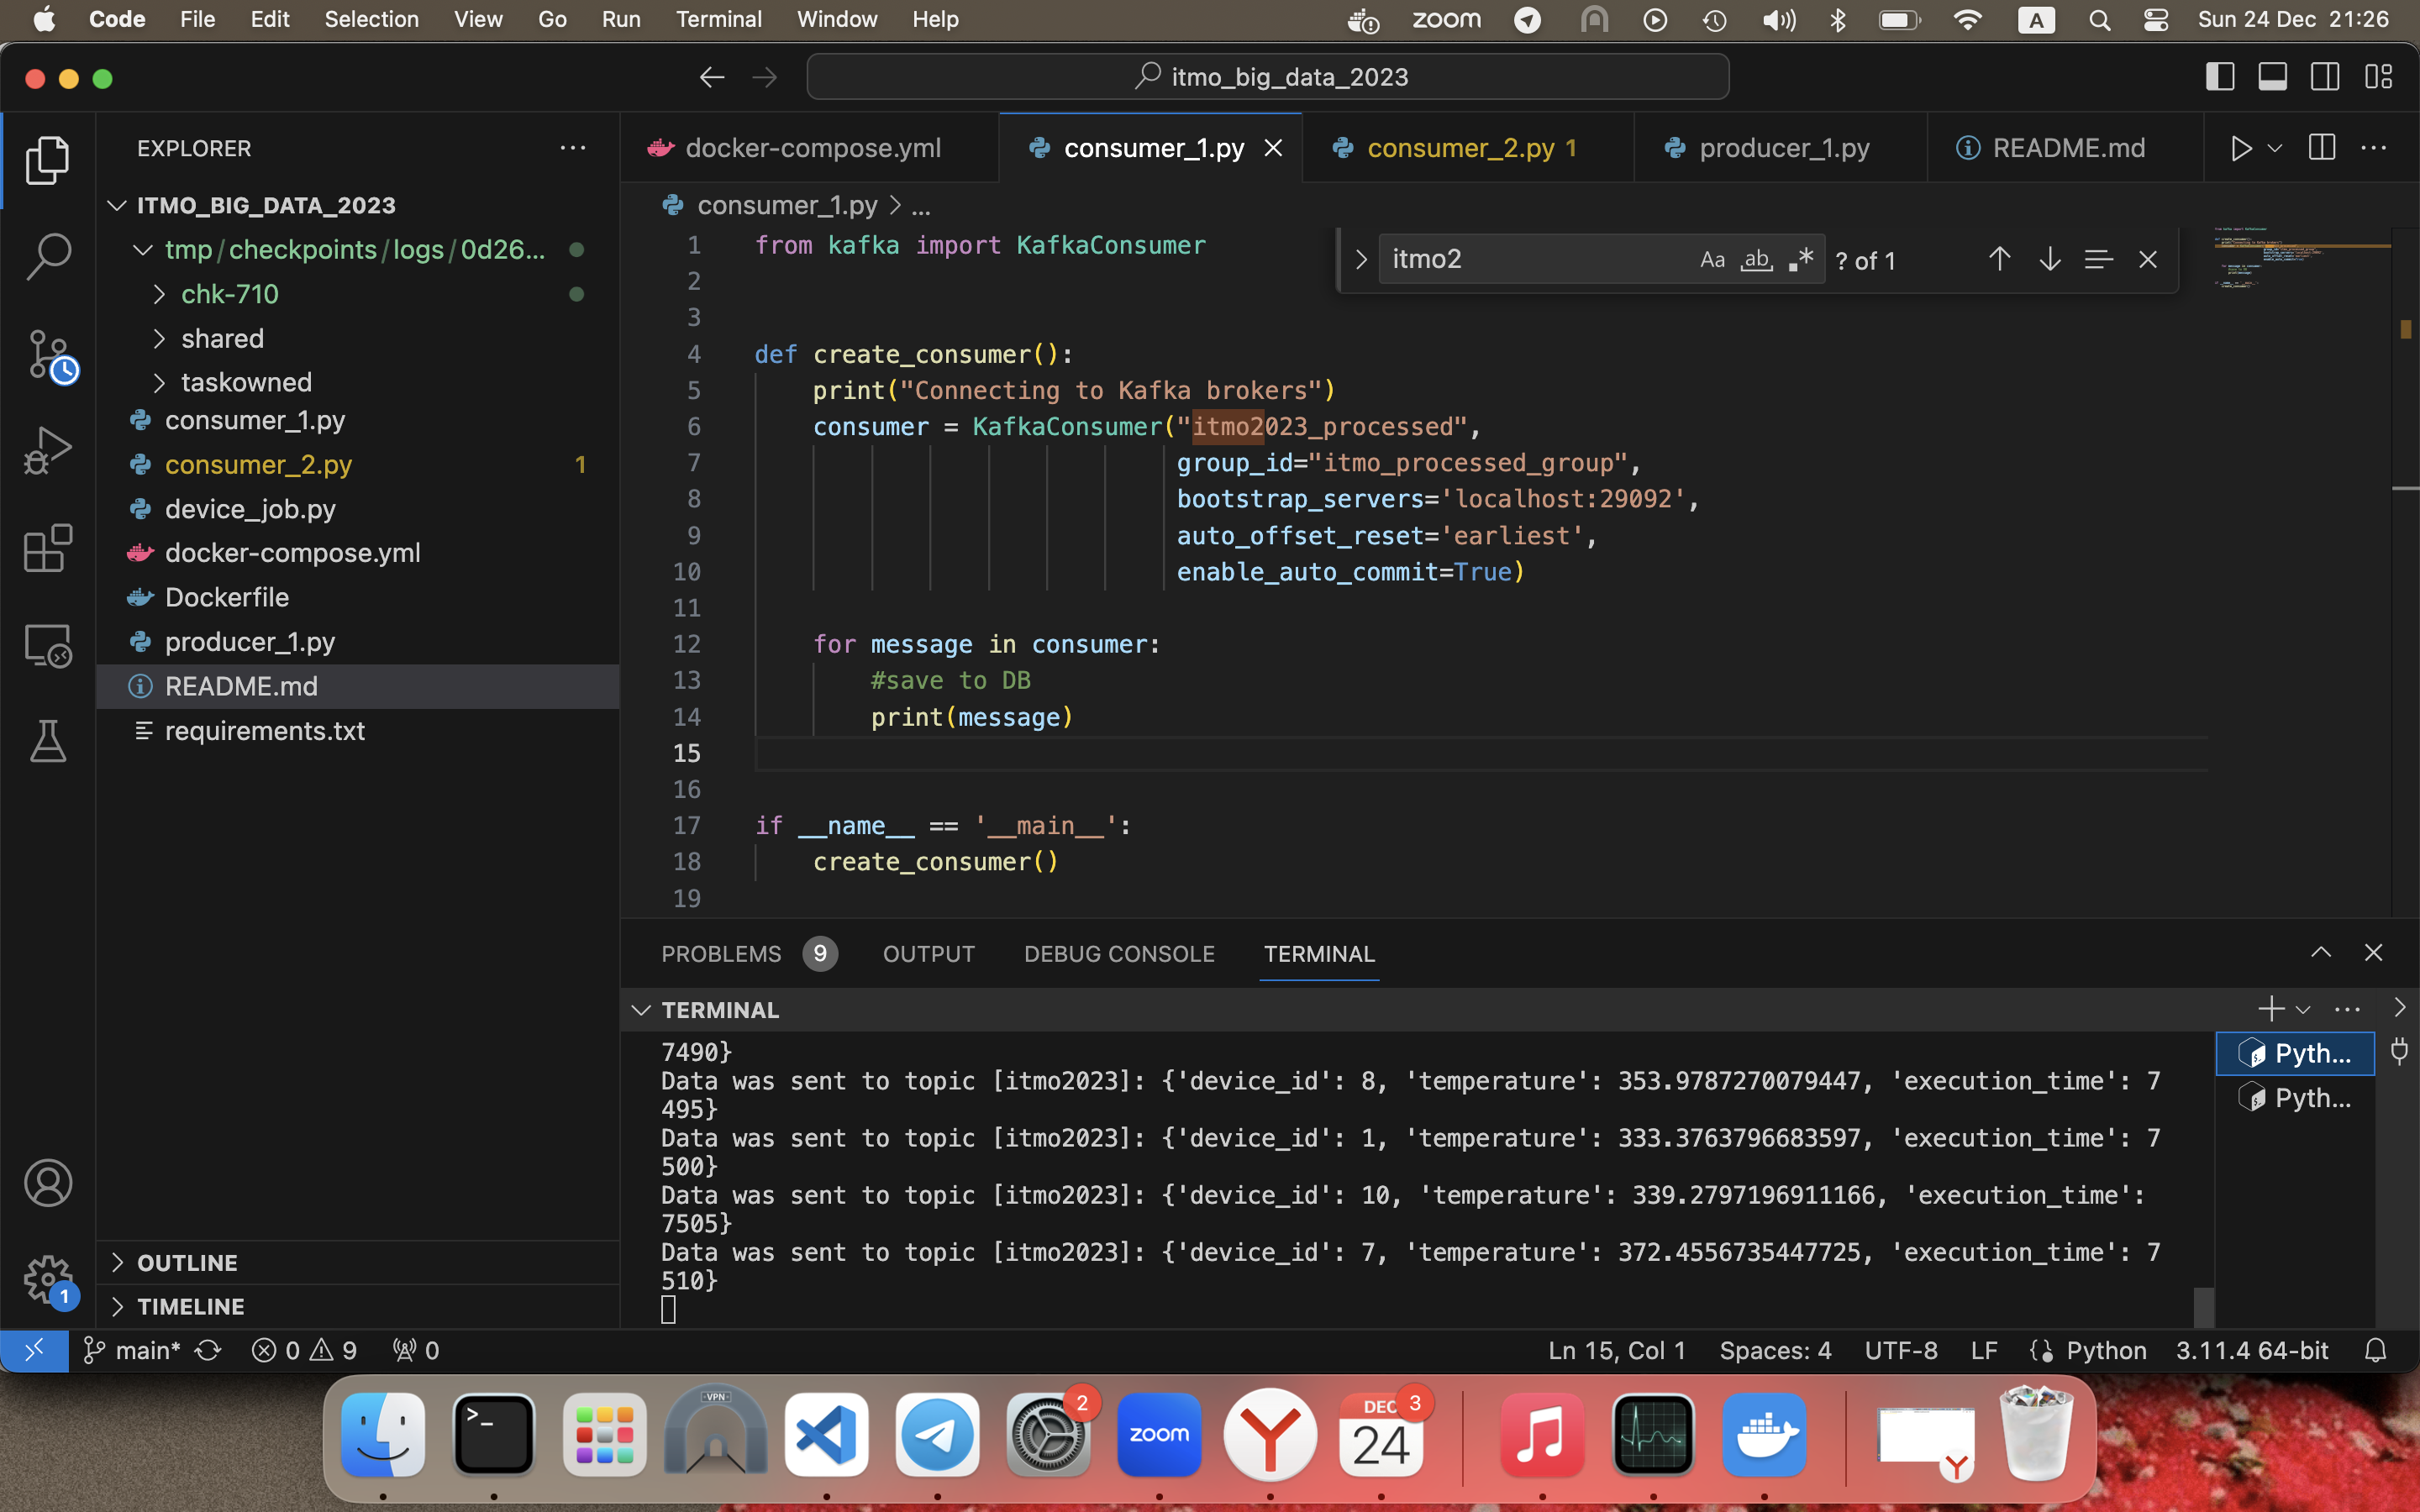 Code File Edit Selection View Go Run Terminal Window Help zoom A Sun 24 Dec 21:26
itmo_big_data_2023
EXPLORER
docker-compose.yml consumer_1.py consumer_2.py 1 producer_1.py README.md
ITMO_BIG_DATA_2023
tmp/checkpoints/logs/0d26...
chk-710
shared
taskowned
consumer_1.py
consumer_2.py 1
device_job.py
docker-compose.yml
Dockerfile
producer_1.py
README.md
requirements.txt
OUTLINE
TIMELINE
consumer_1.py > ...
itmo2 Aa ab ? of 1
1 from kafka import KafkaConsumer
2
3
4 def create_consumer():
5 print("Connecting to Kafka brokers")
6 consumer = KafkaConsumer("itmo2023_processed",
7 group_id="itmo_processed_group",
8 bootstrap_servers='localhost:29092',
9 auto_offset_reset='earliest',
10 enable_auto_commit=True)
11
12 for message in consumer:
13 #save to DB
14 print(message)
15
16
17 if __name__ == '__main__':
18 create_consumer()
19
PROBLEMS 9 OUTPUT DEBUG CONSOLE TERMINAL
TERMINAL
7490}
Data was sent to topic [itmo2023]: {'device_id': 8, 'temperature': 353.9787270079447, 'execution_time': 7
495}
Data was sent to topic [itmo2023]: {'device_id': 1, 'temperature': 333.3763796683597, 'execution_time': 7
500}
Data was sent to topic [itmo2023]: {'device_id': 10, 'temperature': 339.2797196911166, 'execution_time':
7505}
Data was sent to topic [itmo2023]: {'device_id': 7, 'temperature': 372.4556735447725, 'execution_time': 7
510}
Pyth...
Pyth...
1
main* 0 9 0 Ln 15, Col 1 Spaces: 4 UTF-8 LF Python 3.11.4 64-bit
VPN
2
zoom
DEC
3
24